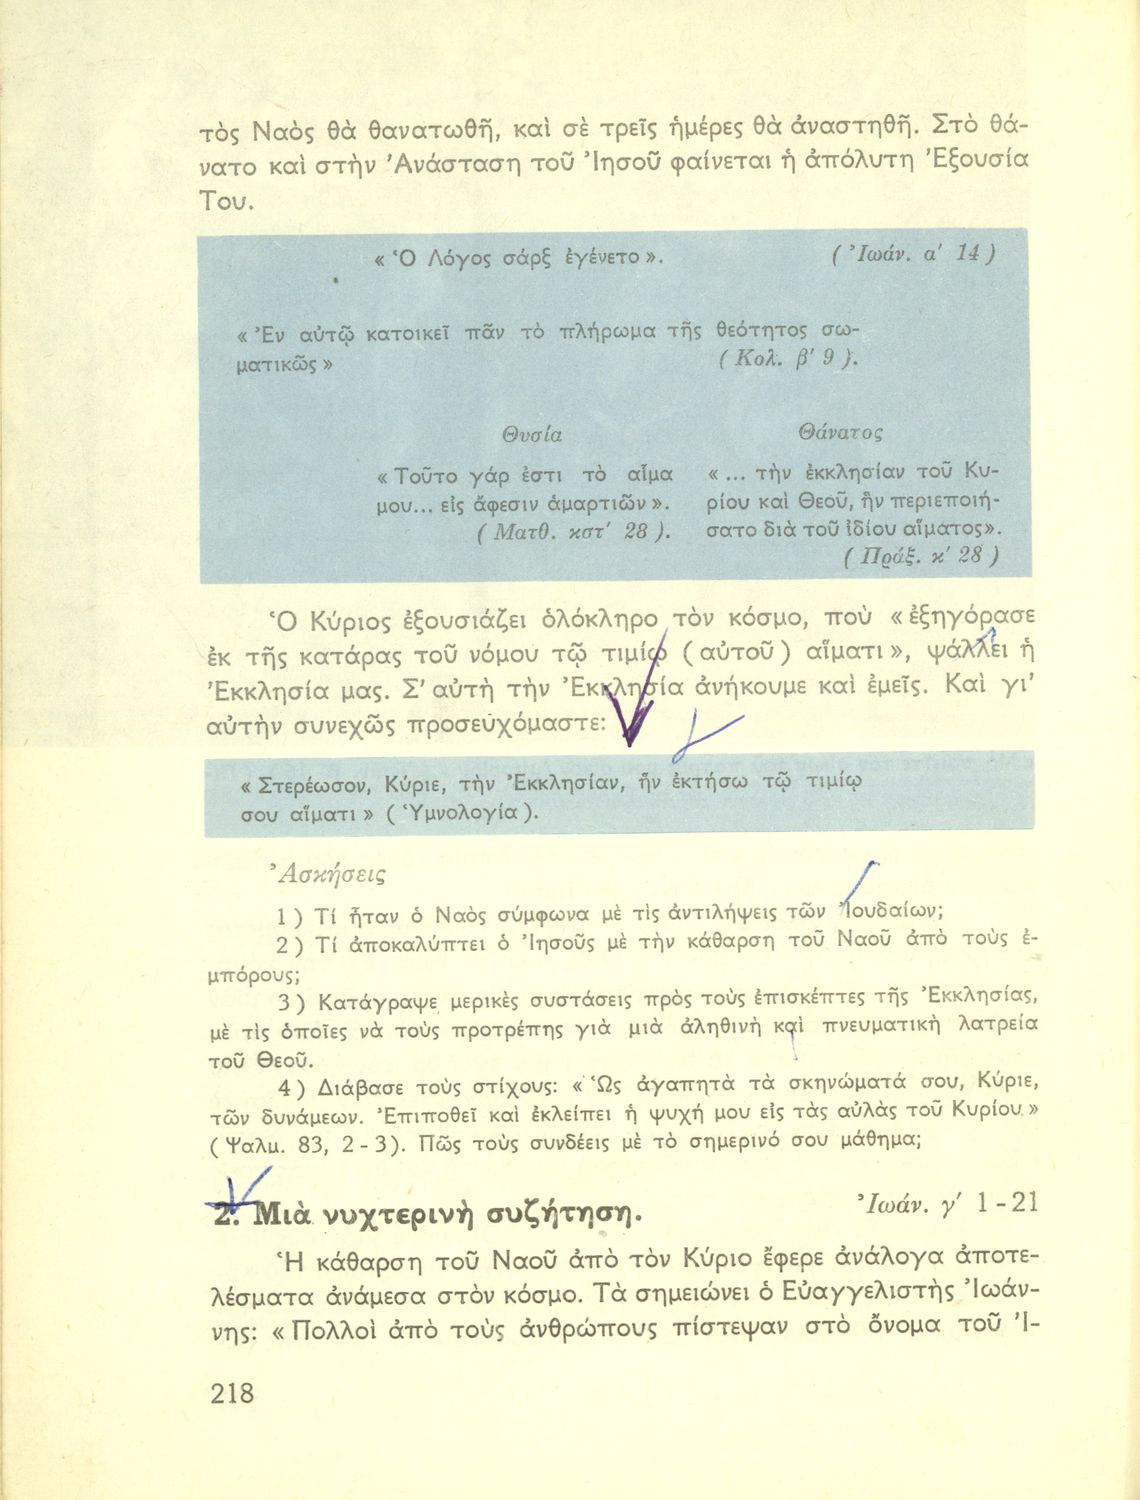 τὸς Ναὸς θὰ θανατωθῆ, καὶ σὲ τρεῖς ἡμέρες θὰ ἀναστηθῆ. Στὸ θά-
νατο καὶ στὴν Ἀνάσταση τοῦ Ἰησοῦ φαίνεται ἡ ἀπόλυτη Ἐξουσία
Του.
« Ὁ Λόγος σάρξ ἐγένετο ». ( Ἰωάν. α' 14 )
« Ἐν αὐτῷ κατοικεῖ πᾶν τὸ πλήρωμα τῆς θεότητος σω-
ματικῶς » ( Κολ. β' 9 ).
Θυσία
« Τοῦτο γάρ ἐστι τὸ αἷμα
μου... εἰς ἄφεσιν ἁμαρτιῶν ».
( Ματθ. κστ' 28 ).
Θάνατος
« ... τὴν ἐκκλησίαν τοῦ Κυ-
ρίου καὶ Θεοῦ, ἣν περιεποιή-
σατο διὰ τοῦ ἰδίου αἵματος».
( Πράξ. κ' 28 )
Ὁ Κύριος ἐξουσιάζει ὁλόκληρο τὸν κόσμο, ποὺ « ἐξηγόρασε
ἐκ τῆς κατάρας τοῦ νόμου τῷ τιμίῳ ( αὐτοῦ ) αἵματι », ψάλλει ἡ
Ἐκκλησία μας. Σ' αὐτὴ τὴν Ἐκκλησία ἀνήκουμε καὶ ἐμεῖς. Καὶ γι'
αὐτὴν συνεχῶς προσευχόμαστε:
« Στερέωσον, Κύριε, τὴν Ἐκκλησίαν, ἣν ἐκτήσω τῷ τιμίῳ
σου αἵματι » ( Ὑμνολογία ).
Ἀσκήσεις
1 ) Τί ἦταν ὁ Ναὸς σύμφωνα μὲ τὶς ἀντιλήψεις τῶν Ἰουδαίων;
2 ) Τί ἀποκαλύπτει ὁ Ἰησοῦς μὲ τὴν κάθαρση τοῦ Ναοῦ ἀπὸ τοὺς ἐ-
μπόρους;
3 ) Κατάγραψε μερικὲς συστάσεις πρὸς τοὺς ἐπισκέπτες τῆς Ἐκκλησίας,
μὲ τὶς ὁποῖες νὰ τοὺς προτρέπης γιὰ μιὰ ἀληθινὴ καὶ πνευματικὴ λατρεία
τοῦ Θεοῦ.
4 ) Διάβασε τοὺς στίχους: « Ὡς ἀγαπητὰ τὰ σκηνώματά σου, Κύριε,
τῶν δυνάμεων. Ἐπιποθεῖ καὶ ἐκλείπει ἡ ψυχή μου εἰς τὰς αὐλὰς τοῦ Κυρίου »
( Ψαλμ. 83, 2 - 3 ). Πῶς τοὺς συνδέεις μὲ τὸ σημερινό σου μάθημα;
2. Μιὰ νυχτερινὴ συζήτηση. Ἰωάν. γ' 1 - 21
Ἡ κάθαρση τοῦ Ναοῦ ἀπὸ τὸν Κύριο ἔφερε ἀνάλογα ἀποτε-
λέσματα ἀνάμεσα στὸν κόσμο. Τὰ σημειώνει ὁ Εὐαγγελιστὴς Ἰωάν-
νης: « Πολλοὶ ἀπὸ τοὺς ἀνθρώπους πίστεψαν στὸ ὄνομα τοῦ Ἰ-
218